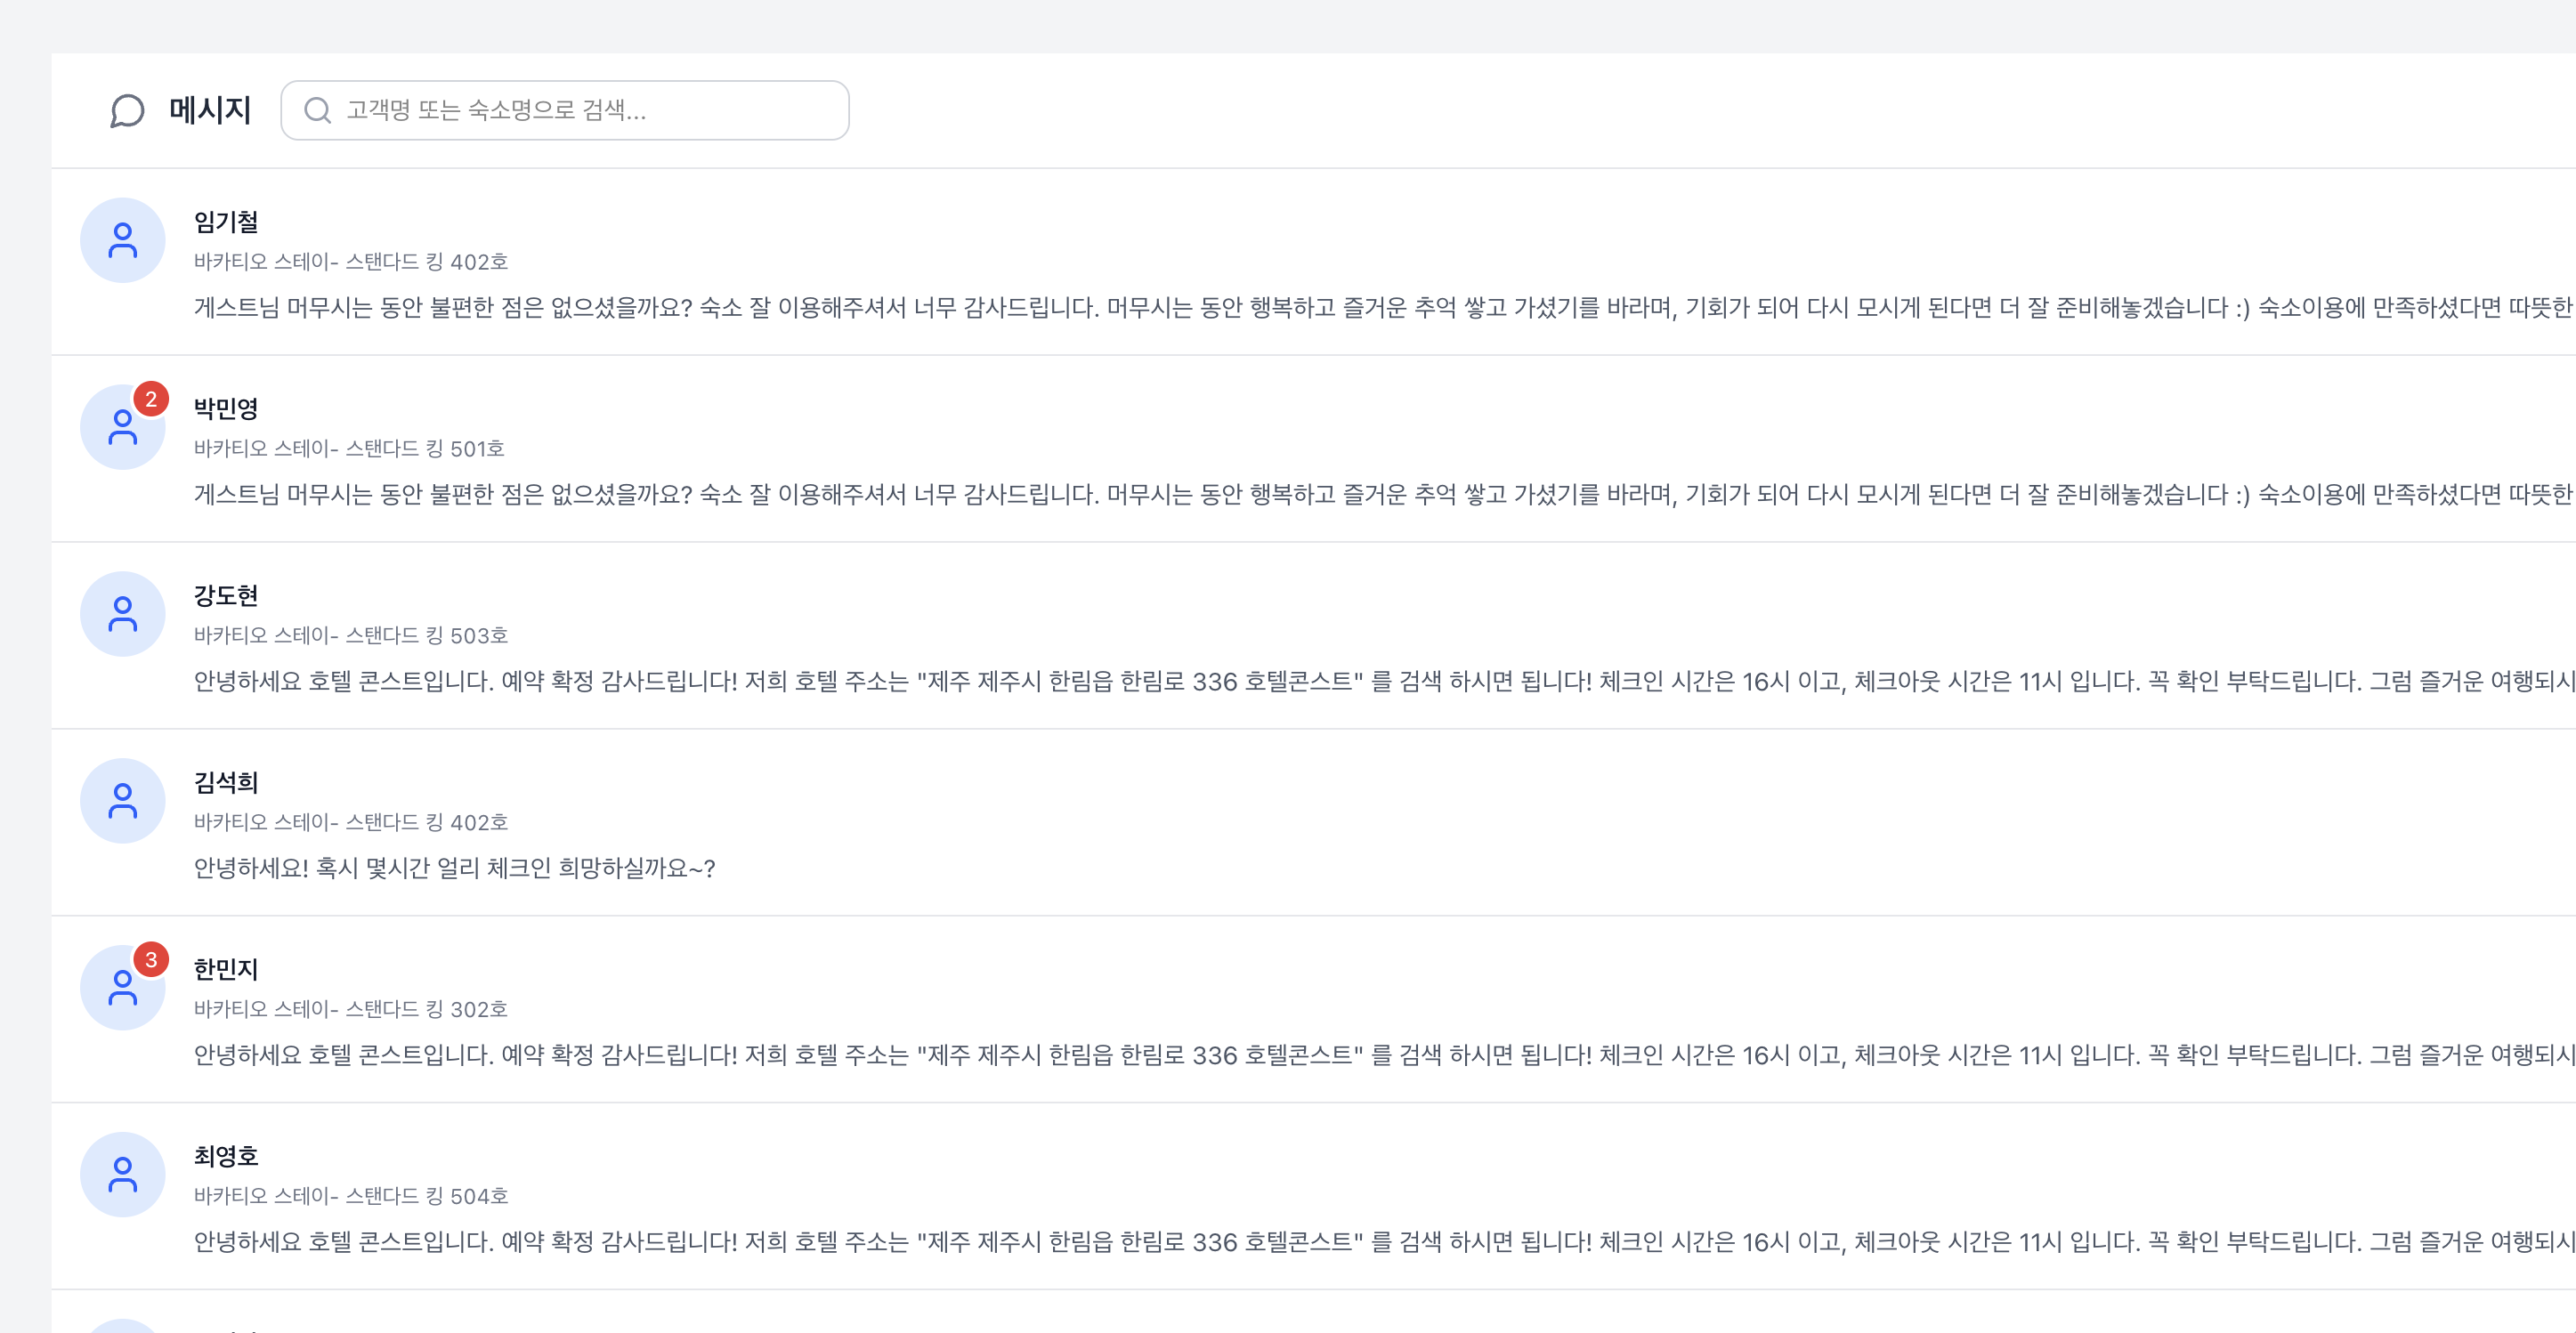 메시지
고객명 또는 숙소명으로 검색...
임기철
바카티오 스테이- 스탠다드 킹 402호
게스트님 머무시는 동안 불편한 점은 없으셨을까요? 숙소 잘 이용해주셔서 너무 감사드립니다. 머무시는 동안 행복하고 즐거운 추억 쌓고 가셨기를 바라며, 기회가 되어 다시 모시게 된다면 더 잘 준비해놓겠습니다 :) 숙소이용에 만족하셨다면 따뜻한
2
박민영
바카티오 스테이- 스탠다드 킹 501호
게스트님 머무시는 동안 불편한 점은 없으셨을까요? 숙소 잘 이용해주셔서 너무 감사드립니다. 머무시는 동안 행복하고 즐거운 추억 쌓고 가셨기를 바라며, 기회가 되어 다시 모시게 된다면 더 잘 준비해놓겠습니다 :) 숙소이용에 만족하셨다면 따뜻한
강도현
바카티오 스테이- 스탠다드 킹 503호
안녕하세요 호텔 콘스트입니다. 예약 확정 감사드립니다! 저희 호텔 주소는 "제주 제주시 한림읍 한림로 336 호텔콘스트" 를 검색 하시면 됩니다! 체크인 시간은 16시 이고, 체크아웃 시간은 11시 입니다. 꼭 확인 부탁드립니다. 그럼 즐거운 여행되시
김석희
바카티오 스테이- 스탠다드 킹 402호
안녕하세요! 혹시 몇시간 얼리 체크인 희망하실까요~?
3
한민지
바카티오 스테이- 스탠다드 킹 302호
안녕하세요 호텔 콘스트입니다. 예약 확정 감사드립니다! 저희 호텔 주소는 "제주 제주시 한림읍 한림로 336 호텔콘스트" 를 검색 하시면 됩니다! 체크인 시간은 16시 이고, 체크아웃 시간은 11시 입니다. 꼭 확인 부탁드립니다. 그럼 즐거운 여행되시
최영호
바카티오 스테이- 스탠다드 킹 504호
안녕하세요 호텔 콘스트입니다. 예약 확정 감사드립니다! 저희 호텔 주소는 "제주 제주시 한림읍 한림로 336 호텔콘스트" 를 검색 하시면 됩니다! 체크인 시간은 16시 이고, 체크아웃 시간은 11시 입니다. 꼭 확인 부탁드립니다. 그럼 즐거운 여행되시